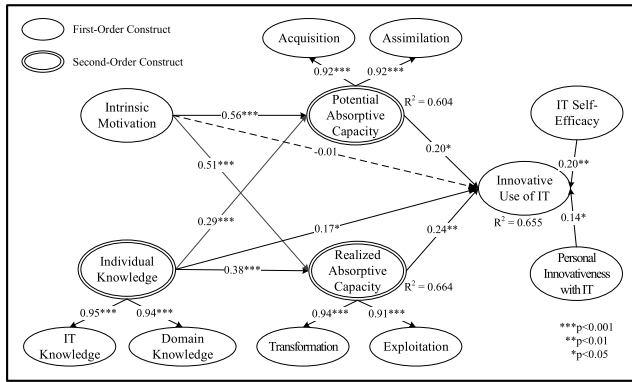 First-Order Construct
Second-Order Construct
Acquisition
Assimilation
0.92***
0.92***
Intrinsic
Motivation
0.56***
Potential
Absorptive
Capacity
R² = 0.604
IT Self-
Efficacy
-0.01
0.20*
0.51***
0.20**
Innovative
Use of IT
0.29***
0.17*
0.24**
0.14*
R² = 0.655
Individual
Knowledge
0.38***
Realized
Absorptive
Capacity
R² = 0.664
Personal
Innovativeness
with IT
0.95***
0.94***
0.94***
0.91***
IT
Knowledge
Domain
Knowledge
Transformation
Exploitation
***p<0.001
**p<0.01
*p<0.05